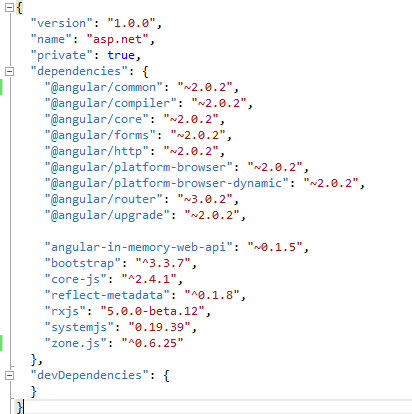 {
"version": "1.0.0",
"name": "asp.net",
"private": true,
"dependencies": {
"@angular/common": "~2.0.2",
"@angular/compiler": "~2.0.2",
"@angular/core": "~2.0.2",
"@angular/forms": "~2.0.2",
"@angular/http": "~2.0.2",
"@angular/platform-browser": "~2.0.2",
"@angular/platform-browser-dynamic": "~2.0.2",
"@angular/router": "~3.0.2",
"@angular/upgrade": "~2.0.2",
"angular-in-memory-web-api": "~0.1.5",
"bootstrap": "^3.3.7",
"core-js": "^2.4.1",
"reflect-metadata": "^0.1.8",
"rxjs": "5.0.0-beta.12",
"systemjs": "0.19.39",
"zone.js": "^0.6.25"
},
"devDependencies": {
}
}